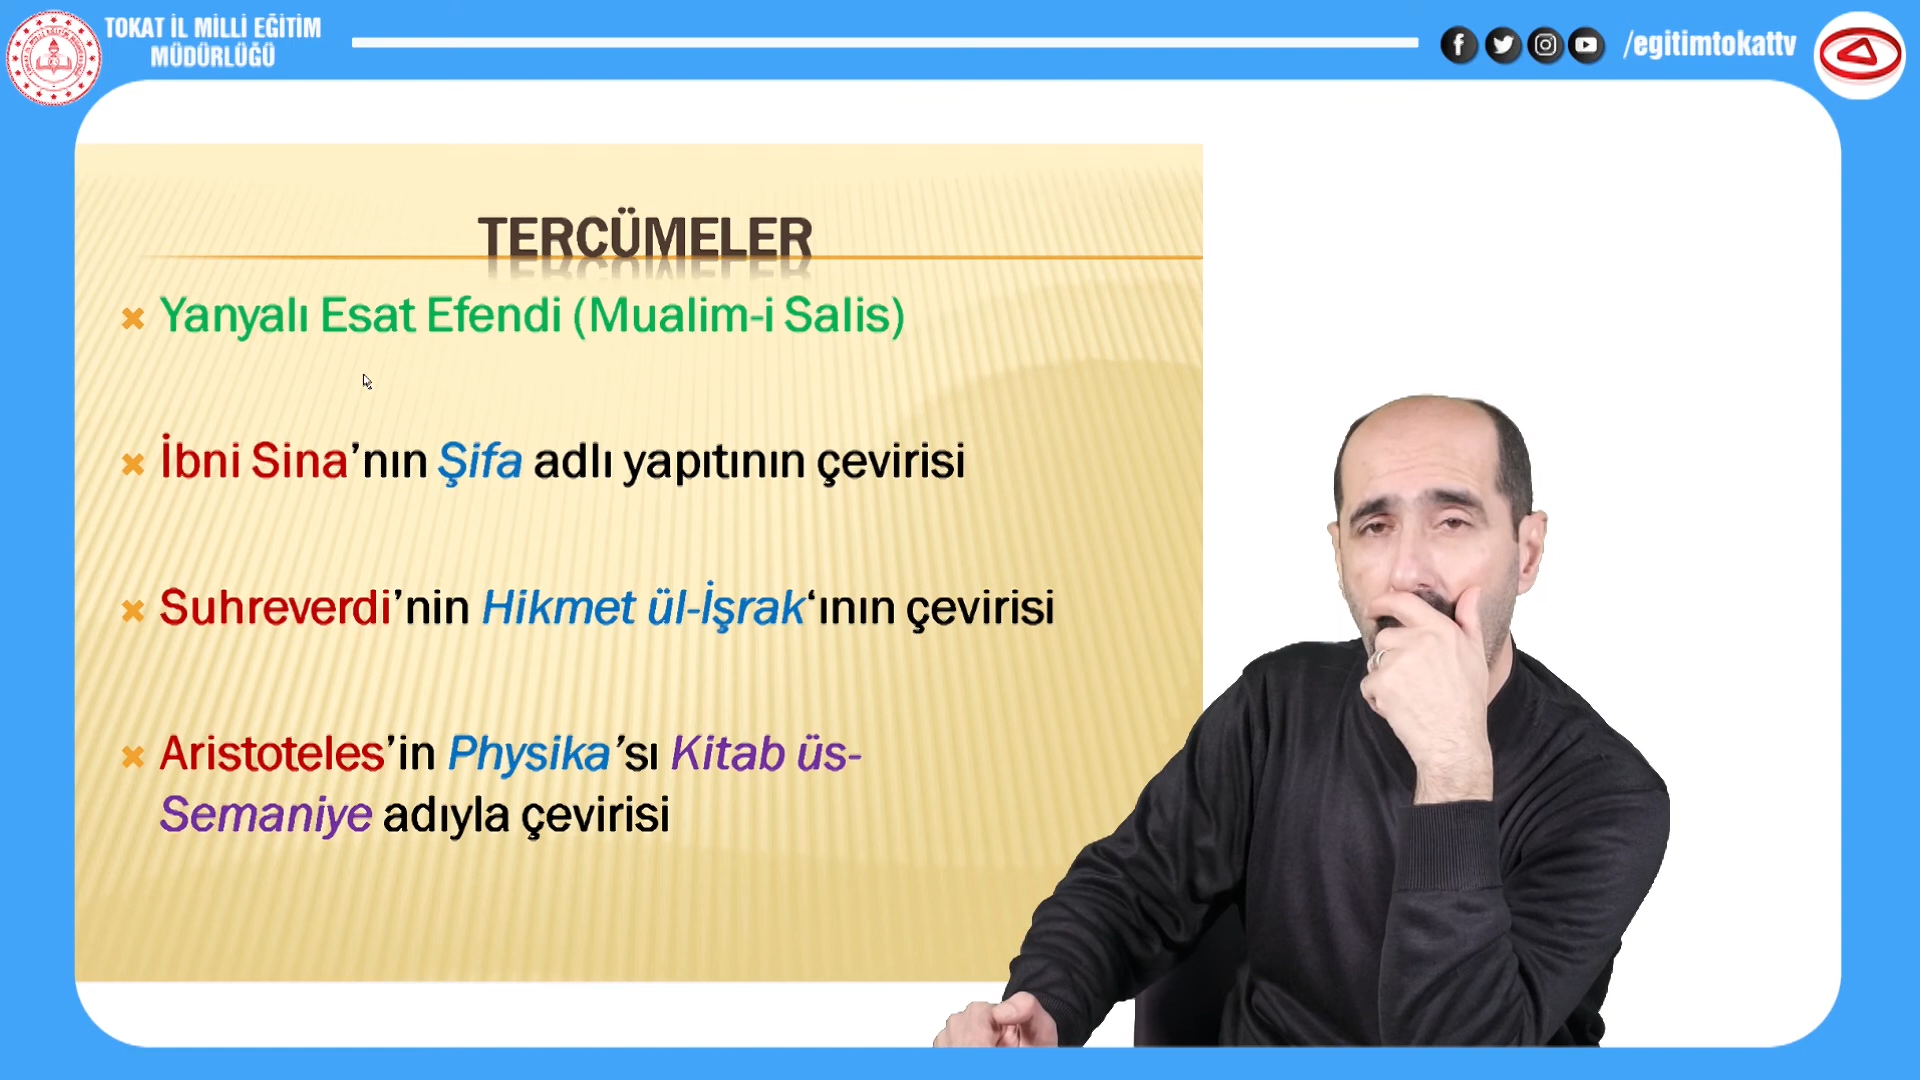 TOKAT İL MİLLİ EĞİTİM
MÜDÜRLÜĞÜ
/egitimtokattv
TERCÜMELER
Yanyalı Esat Efendi (Mualim-i Salis)
İbni Sina’nın Şifa adlı yapıtının çevirisi
Suhreverdi’nin Hikmet ül-İşrak‘ının çevirisi
Aristoteles’in Physika’sı Kitab üs-
Semaniye adıyla çevirisi